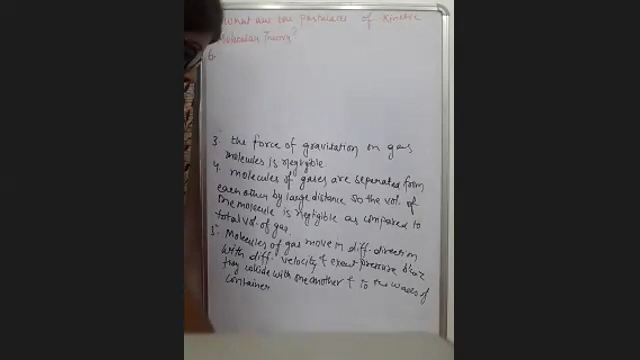 What are the postulates of Kinetic
Molecular Theory?
6.
3. the force of gravitation on gas
molecules is negligible
4. molecules of gases are separated from
each other by large distance so the vol. of
one molecule is negligible as compared to
total vol. of gas.
5. Molecules of gas move in diff. direction
with diff. velocity & exert pressure b'coz
they collide with one another & to the walls of
container